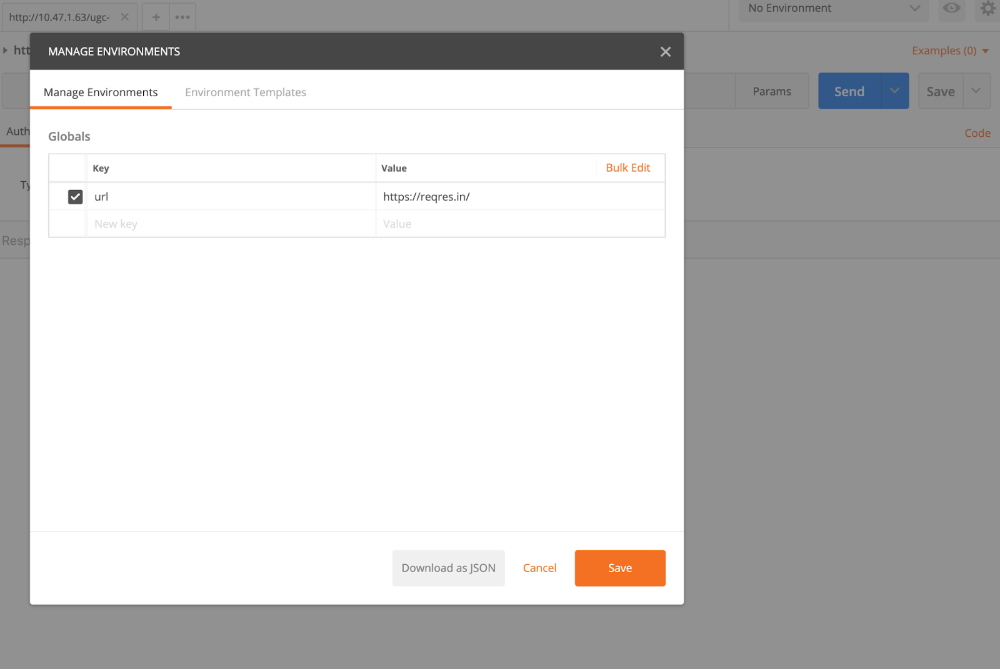 http://10.47.1.63/ugc-
No Environment
MANAGE ENVIRONMENTS
Examples (0)
Manage Environments
Environment Templates
Params
Send
Save
Auth
Code
Globals
Key
Value
Bulk Edit
url
https://reqres.in/
New key
Value
Resp
Download as JSON
Cancel
Save